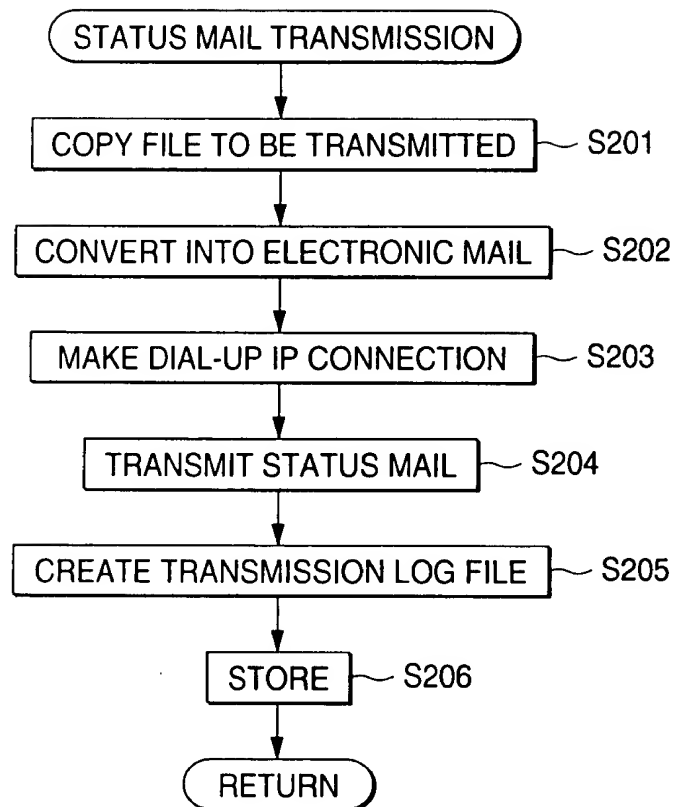 STATUS MAIL TRANSMISSION
COPY FILE TO BE TRANSMITTED S201
CONVERT INTO ELECTRONIC MAIL S202
MAKE DIAL-UP IP CONNECTION S203
TRANSMIT STATUS MAIL S204
CREATE TRANSMISSION LOG FILE S205
STORE S206
RETURN